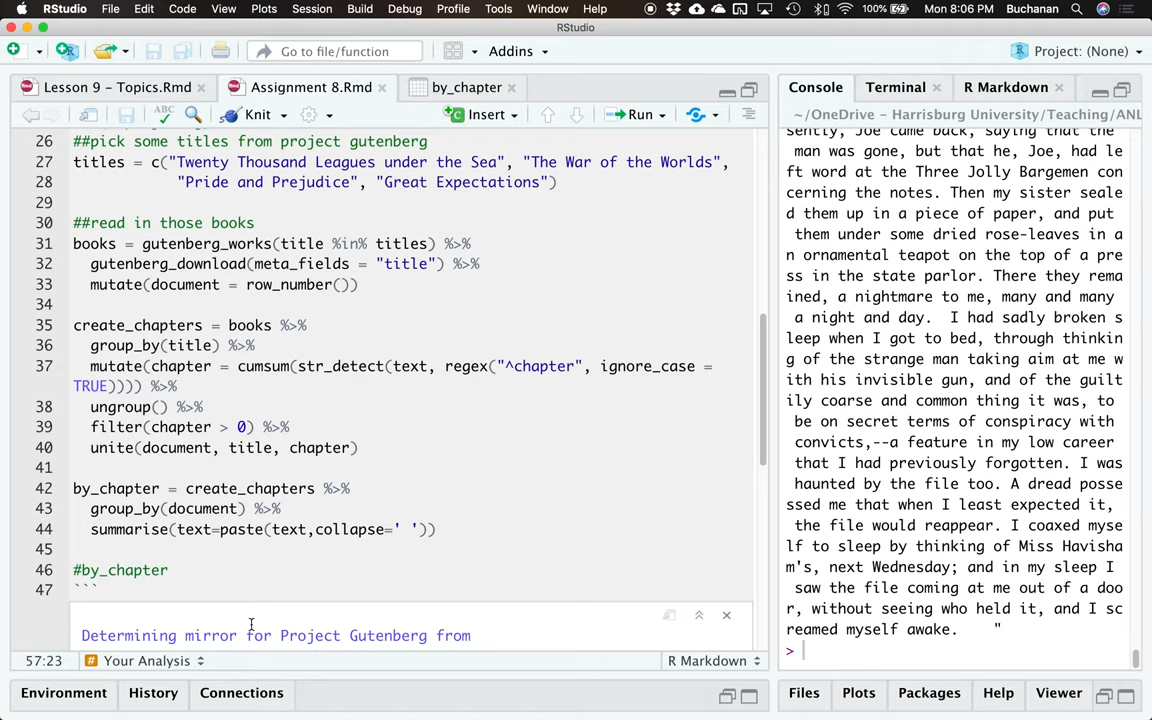 RStudio File Edit Code View Plots Session Build Debug Profile Tools Window Help 100% Mon 8:06 PM Buchanan
RStudio
Go to file/function Addins Project: (None)
Lesson 9 - Topics.Rmd Assignment 8.Rmd by_chapter
ABC Knit Insert Run
26 ##pick some titles from project gutenberg
27 titles = c("Twenty Thousand Leagues under the Sea", "The War of the Worlds",
28 "Pride and Prejudice", "Great Expectations")
29
30 ##read in those books
31 books = gutenberg_works(title %in% titles) %>%
32 gutenberg_download(meta_fields = "title") %>%
33 mutate(document = row_number())
34
35 create_chapters = books %>%
36 group_by(title) %>%
37 mutate(chapter = cumsum(str_detect(text, regex("^chapter", ignore_case =
TRUE)))) %>%
38 ungroup() %>%
39 filter(chapter > 0) %>%
40 unite(document, title, chapter)
41
42 by_chapter = create_chapters %>%
43 group_by(document) %>%
44 summarise(text=paste(text,collapse=' '))
45
46 #by_chapter
47 ```
Determining mirror for Project Gutenberg from
57:23 # Your Analysis R Markdown
Environment History Connections
Console Terminal R Markdown
~/OneDrive – Harrisburg University/Teaching/ANL
sently, Joe came back, saying that the
man was gone, but that he, Joe, had le
ft word at the Three Jolly Bargemen con
cerning the notes. Then my sister seale
d them up in a piece of paper, and put
them under some dried rose-leaves in a
n ornamental teapot on the top of a pre
ss in the state parlor. There they rema
ined, a nightmare to me, many and many
a night and day.  I had sadly broken s
leep when I got to bed, through thinkin
g of the strange man taking aim at me w
ith his invisible gun, and of the guilt
ily coarse and common thing it was, to
be on secret terms of conspiracy with
convicts,--a feature in my low career
that I had previously forgotten. I was
haunted by the file too. A dread posse
ssed me that when I least expected it,
the file would reappear. I coaxed myse
lf to sleep by thinking of Miss Havisha
m's, next Wednesday; and in my sleep I
saw the file coming at me out of a doo
r, without seeing who held it, and I sc
reamed myself awake.    "
>
Files Plots Packages Help Viewer